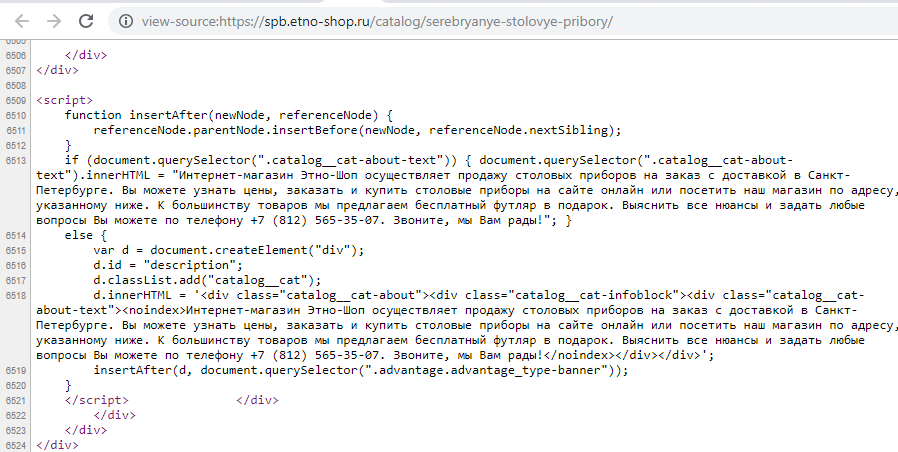 view-source:https://spb.etno-shop.ru/catalog/serebryanye-stolovye-pribory/
6505
6506 </div>
6507 </div>
6508
6509 <script>
6510 function insertAfter(newNode, referenceNode) {
6511 referenceNode.parentNode.insertBefore(newNode, referenceNode.nextSibling);
6512 }
6513 if (document.querySelector(".catalog__cat-about-text")) { document.querySelector(".catalog__cat-about-
text").innerHTML = "Интернет-магазин Этно-Шоп осуществляет продажу столовых приборов на заказ с доставкой в Санкт-
Петербурге. Вы можете узнать цены, заказать и купить столовые приборы на сайте онлайн или посетить наш магазин по адресу,
указанному ниже. К большинству товаров мы предлагаем бесплатный футляр в подарок. Выяснить все нюансы и задать любые
вопросы Вы можете по телефону +7 (812) 565-35-07. Звоните, мы Вам рады!"; }
6514 else {
6515 var d = document.createElement("div");
6516 d.id = "description";
6517 d.classList.add("catalog__cat");
6518 d.innerHTML = '<div class="catalog__cat-about"><div class="catalog__cat-infoblock"><div class="catalog__cat-
about-text"><noindex>Интернет-магазин Этно-Шоп осуществляет продажу столовых приборов на заказ с доставкой в Санкт-
Петербурге. Вы можете узнать цены, заказать и купить столовые приборы на сайте онлайн или посетить наш магазин по адресу,
указанному ниже. К большинству товаров мы предлагаем бесплатный футляр в подарок. Выяснить все нюансы и задать любые
вопросы Вы можете по телефону +7 (812) 565-35-07. Звоните, мы Вам рады!</noindex></div></div>';
6519 insertAfter(d, document.querySelector(".advantage.advantage_type-banner"));
6520 }
6521 </script> </div>
6522 </div>
6523 </div>
6524 </div>